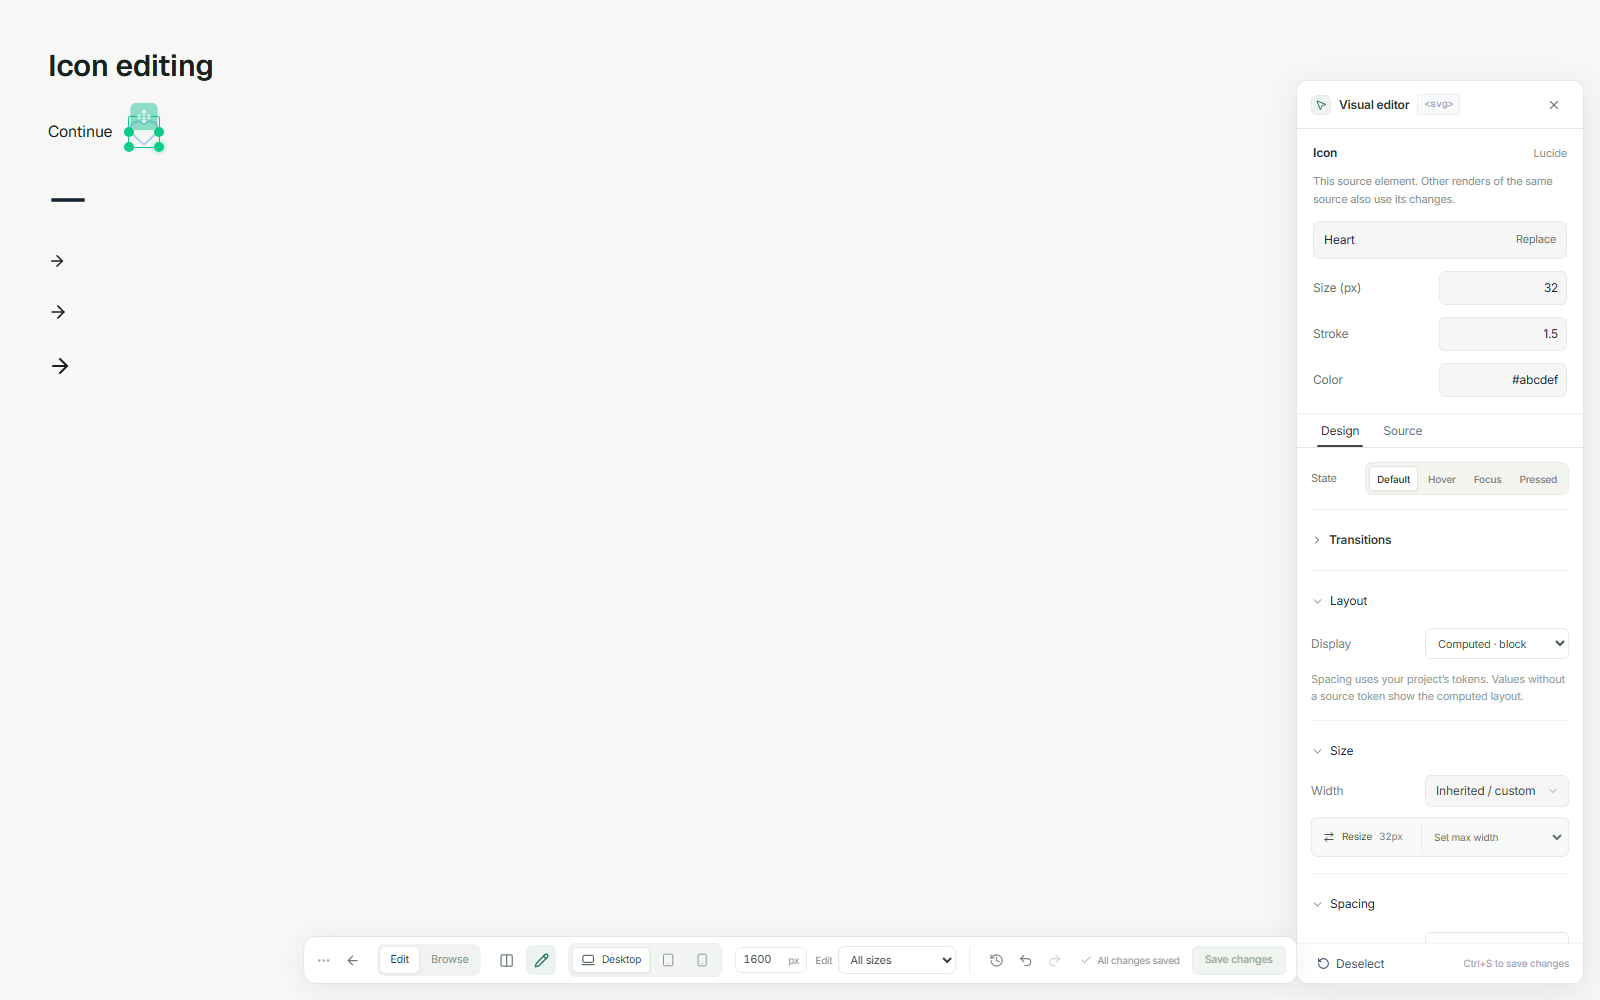 Icon editing
Continue
Visual editor <svg>
Icon Lucide
This source element. Other renders of the same
source also use its changes.
Heart Replace
Size (px) 32
Stroke 1.5
Color #abcdef
Design Source
State Default Hover Focus Pressed
Transitions
Layout
Display Computed · block
Spacing uses your project's tokens. Values without
a source token show the computed layout.
Size
Width Inherited / custom
Resize 32px Set max width
Spacing
Edit Browse Desktop 1600 px Edit All sizes All changes saved Save changes
Deselect Ctrl+S to save changes